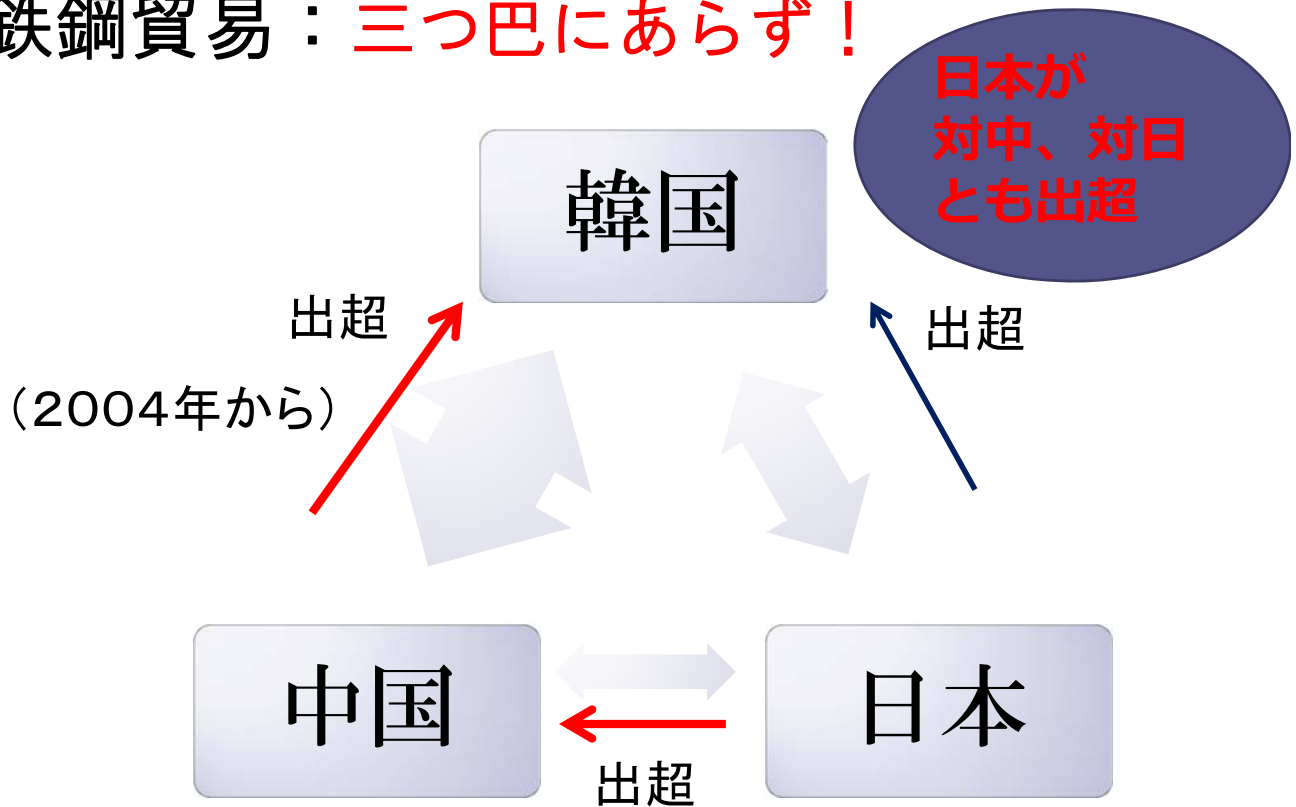 鉄鋼貿易：三つ巴にあらず！
日本が
対中、対日
とも出超
韓国
出超
出超
（２００４年から）
中国
日本
出超